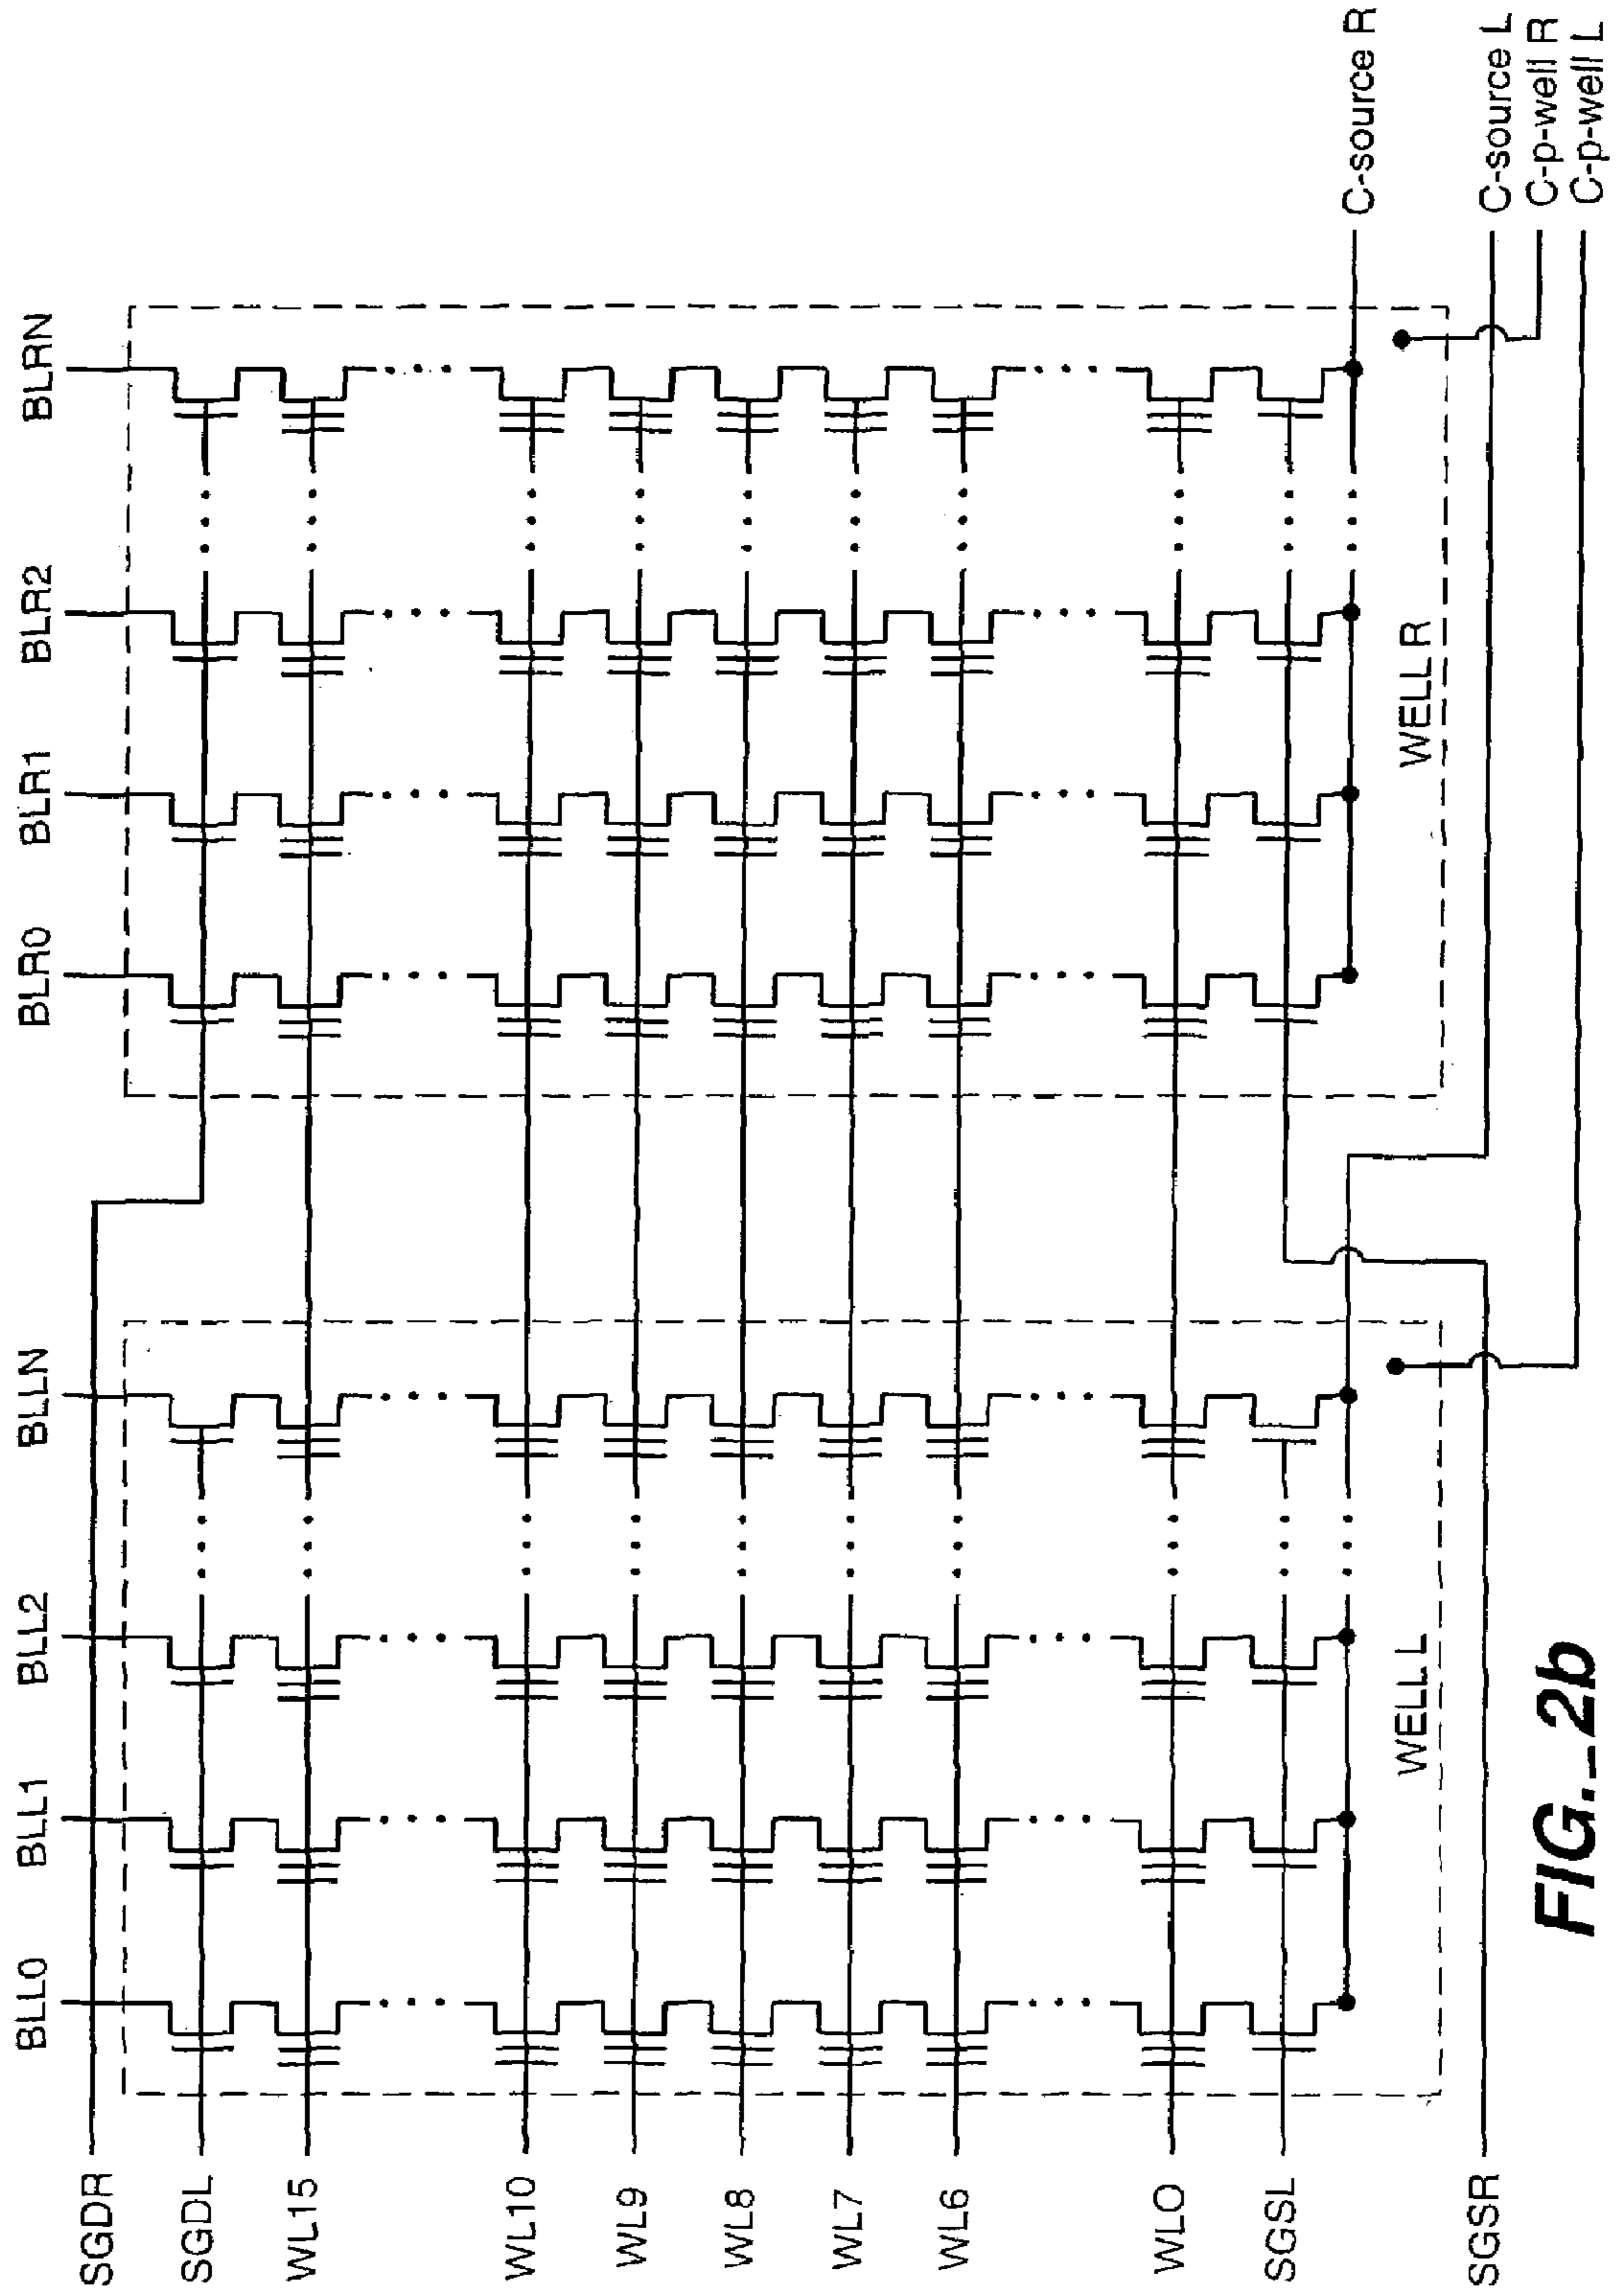 BLL0
BLL1
BLL2
BLLN
BLR0
BLR1
BLR2
BLRN
SGDR
SGDL
WL15
WL10
WL9
WL8
WL7
WL6
WLO
SGSL
SGSR
WELL L
WELL R
C-source R
C-source L
C-p-well R
C-p-well L
FIG._2b